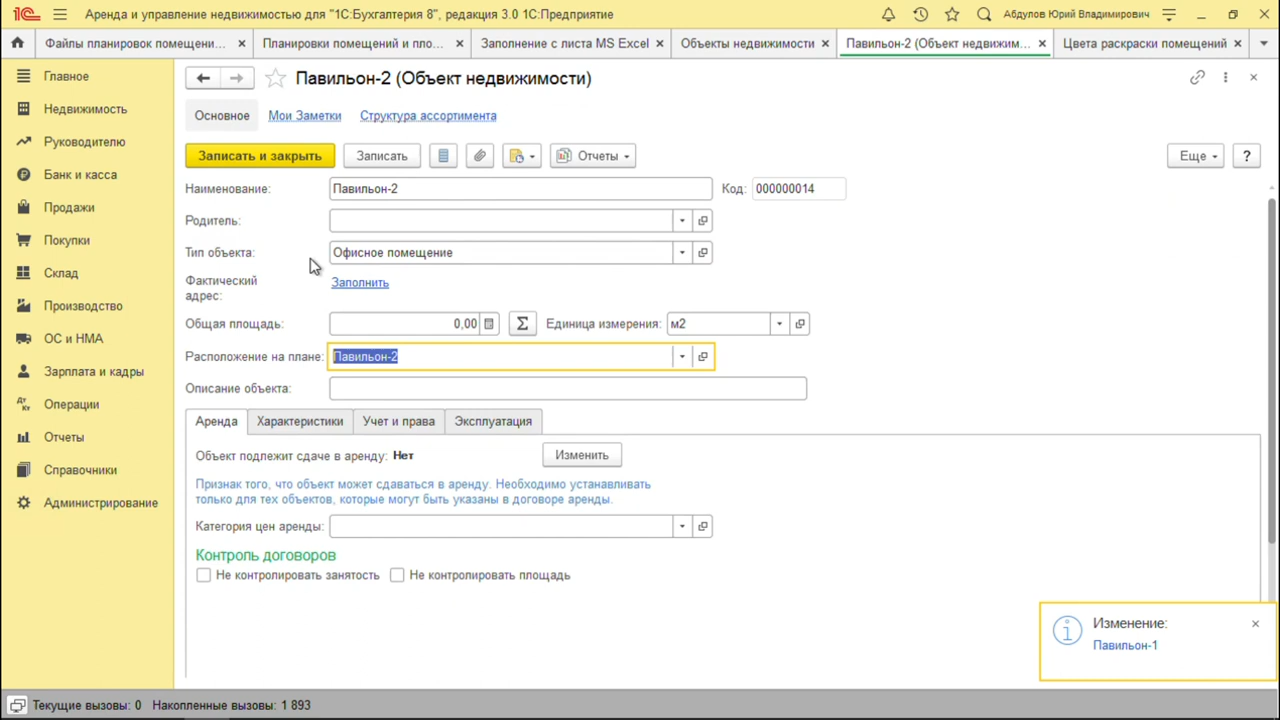 Аренда и управление недвижимостью для "1С:Бухгалтерия 8", редакция 3.0 1С:Предприятие
Абдулов Юрий Владимирович
Файлы планировок помещени...
Планировки помещений и пло...
Заполнение с листа MS Excel
Объекты недвижимости
Павильон-2 (Объект недвижим...
Цвета раскраски помещений
Главное
Недвижимость
Руководителю
Банк и касса
Продажи
Покупки
Склад
Производство
ОС и НМА
Зарплата и кадры
Операции
Отчеты
Справочники
Администрирование
Павильон-2 (Объект недвижимости)
Основное
Мои Заметки
Структура ассортимента
Записать и закрыть
Записать
Отчеты
Еще
?
Наименование: Павильон-2 Код: 000000014
Родитель:
Тип объекта: Офисное помещение
Фактический
адрес:
Заполнить
Общая площадь: 0,00 Σ Единица измерения: м2
Расположение на плане: Павильон-2
Описание объекта:
Аренда
Характеристики
Учет и права
Эксплуатация
Объект подлежит сдаче в аренду: Нет
Изменить
Признак того, что объект может сдаваться в аренду. Необходимо устанавливать
только для тех объектов, которые могут быть указаны в договоре аренды.
Категория цен аренды:
Контроль договоров
Не контролировать занятость
Не контролировать площадь
Изменение:
Павильон-1
Текущие вызовы: 0 Накопленные вызовы: 1 893